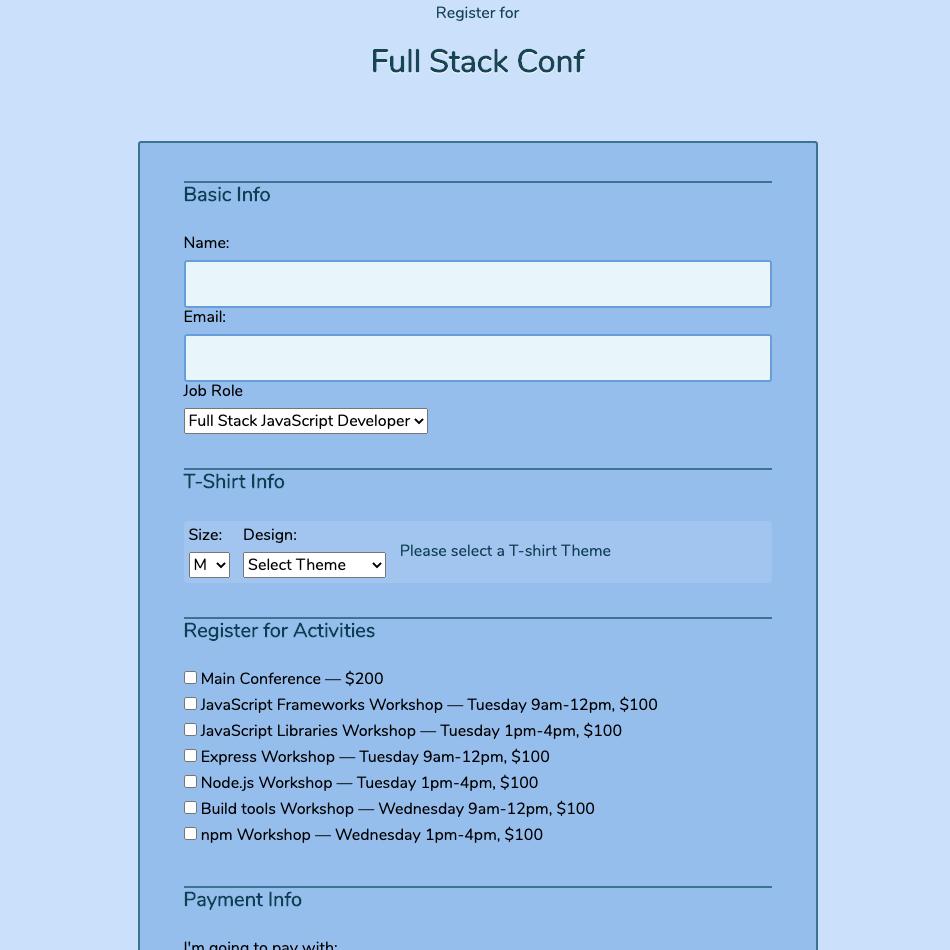 Register for
Full Stack Conf
Basic Info
Name:
Email:
Job Role
Full Stack JavaScript Developer
T-Shirt Info
Size: Design:
M Select Theme Please select a T-shirt Theme
Register for Activities
Main Conference — $200
JavaScript Frameworks Workshop — Tuesday 9am-12pm, $100
JavaScript Libraries Workshop — Tuesday 1pm-4pm, $100
Express Workshop — Tuesday 9am-12pm, $100
Node.js Workshop — Tuesday 1pm-4pm, $100
Build tools Workshop — Wednesday 9am-12pm, $100
npm Workshop — Wednesday 1pm-4pm, $100
Payment Info
I'm going to pay with: